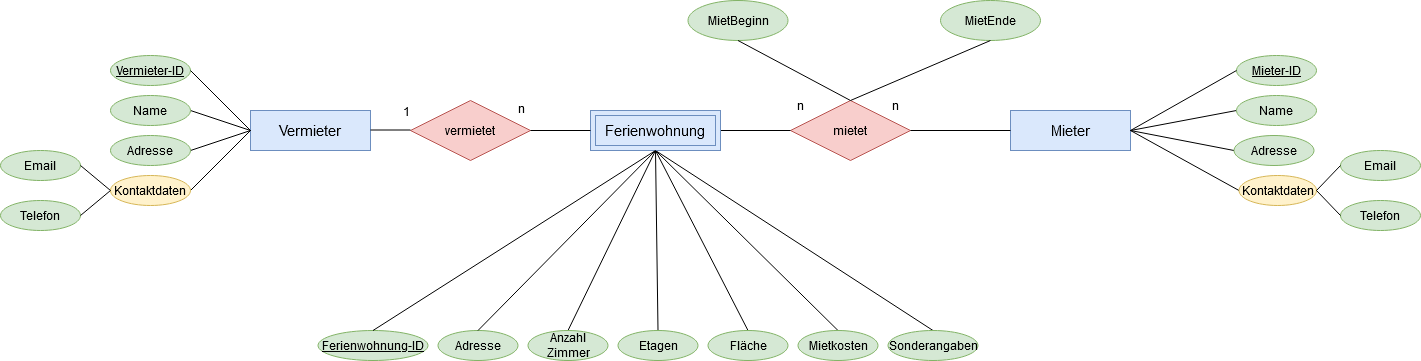 MietBeginn
MietEnde
Vermieter-ID
Name
Adresse
Kontaktdaten
Email
Telefon
Vermieter
1
vermietet
n
Ferienwohnung
n
mietet
n
Mieter
Mieter-ID
Name
Adresse
Kontaktdaten
Email
Telefon
Ferienwohnung-ID
Adresse
Anzahl
Zimmer
Etagen
Fläche
Mietkosten
Sonderangaben